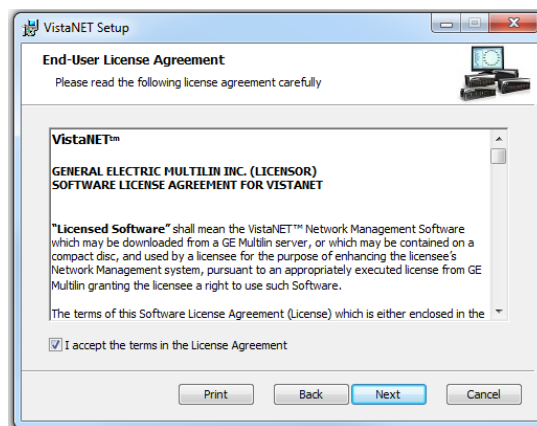 VistaNET Setup
End-User License Agreement
Please read the following license agreement carefully
VistaNET™
GENERAL ELECTRIC MULTILIN INC. (LICENSOR)
SOFTWARE LICENSE AGREEMENT FOR VISTANET
"Licensed Software" shall mean the VistaNET™ Network Management Software
which may be downloaded from a GE Multilin server, or which may be contained on a
compact disc, and used by a licensee for the purpose of enhancing the licensee's
Network Management system, pursuant to an appropriately executed license from GE
Multilin granting the licensee a right to use such Software.
The terms of this Software License Agreement (License) which is either enclosed in the
I accept the terms in the License Agreement
Print
Back
Next
Cancel